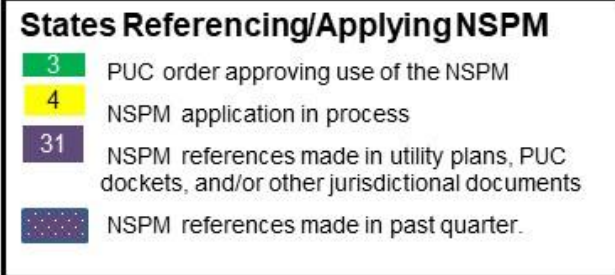 States Referencing/Applying NSPM
3 PUC order approving use of the NSPM
4 NSPM application in process
31 NSPM references made in utility plans, PUC
dockets, and/or other jurisdictional documents
NSPM references made in past quarter.